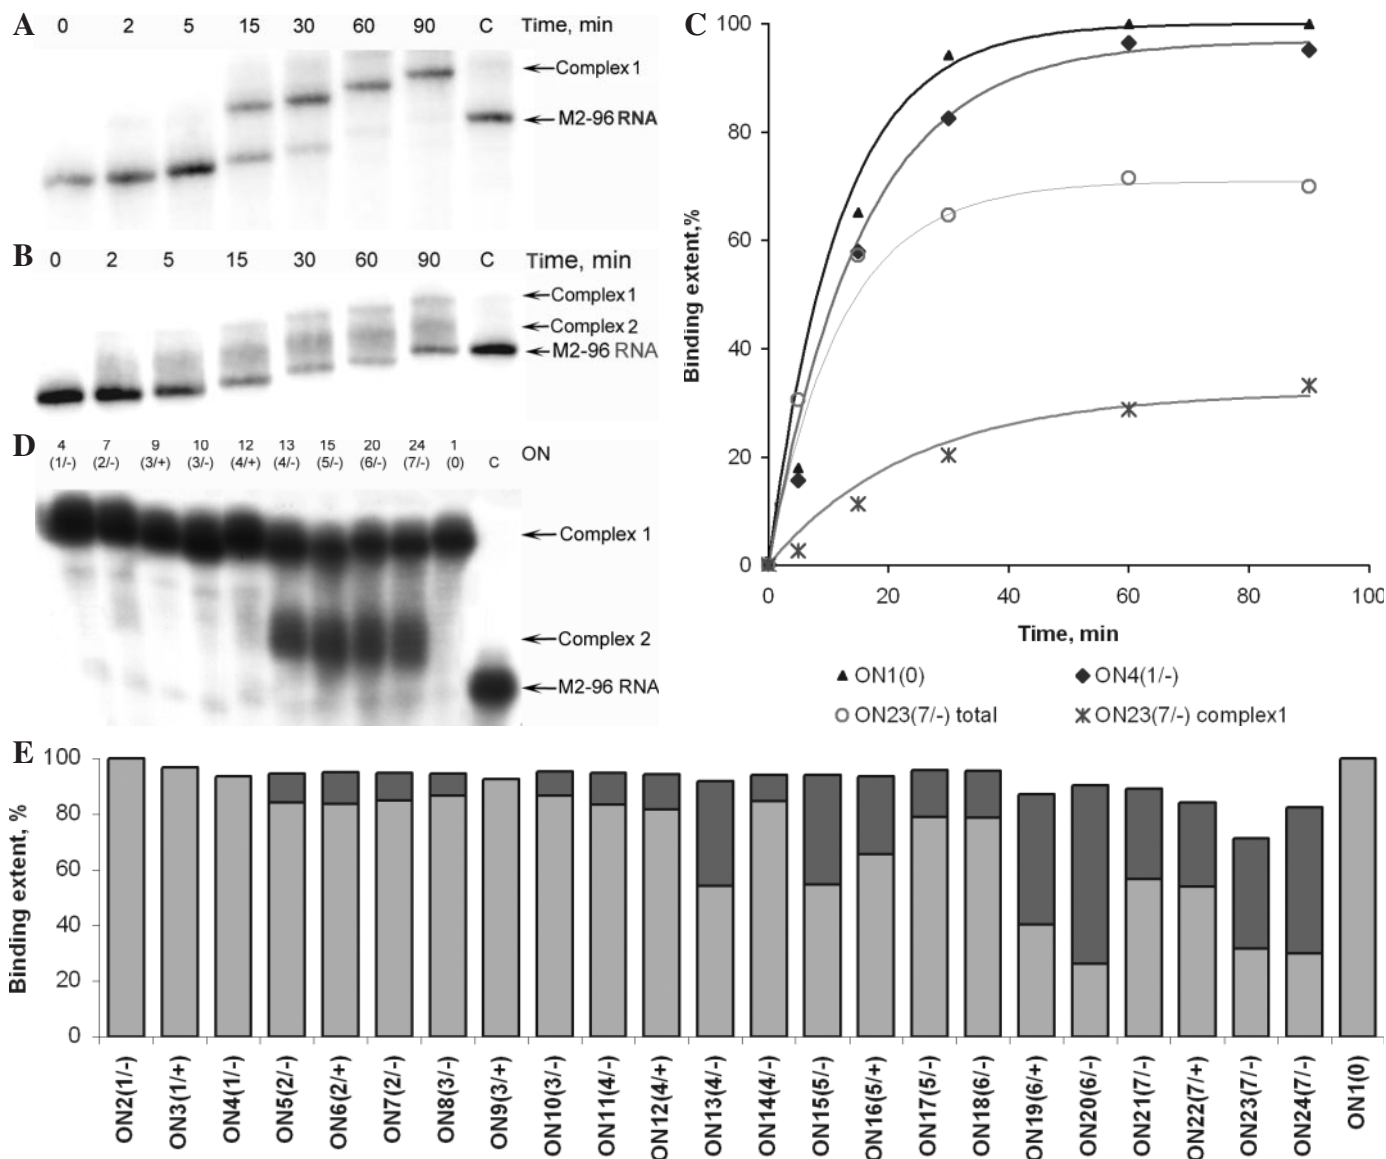 A
0 2 5 15 30 60 90 C Time, min
Complex 1
M2-96 RNA
B
0 2 5 15 30 60 90 C Time, min
Complex 1
Complex 2
M2-96 RNA
D
4 7 9 10 12 13 15 20 24 1 ON
(1/-) (2/-) (3/+) (3/-) (4/+) (4/-) (5/-) (6/-) (7/-) (0) C
Complex 1
Complex 2
M2-96 RNA
C
Binding extent,%
100
80
60
40
20
0
0 20 40 60 80 100
Time, min
ON1(0) ON4(1/-)
ON23(7/-) total ON23(7/-) complex1
E
Binding extent, %
100
80
60
40
20
0
ON2(1/-)
ON3(1/+)
ON4(1/-)
ON5(2/-)
ON6(2/+)
ON7(2/-)
ON8(3/-)
ON9(3/+)
ON10(3/-)
ON11(4/-)
ON12(4/+)
ON13(4/-)
ON14(4/-)
ON15(5/-)
ON16(5/+)
ON17(5/-)
ON18(6/-)
ON19(6/+)
ON20(6/-)
ON21(7/-)
ON22(7/+)
ON23(7/-)
ON24(7/-)
ON1(0)